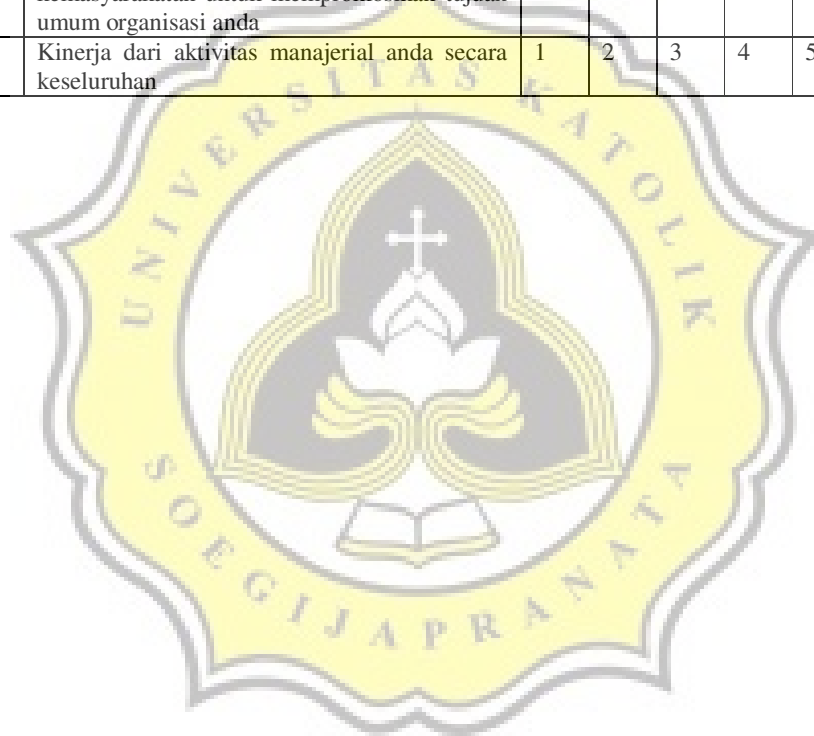 umum organisasi anda
Kinerja dari aktivitas manajerial anda secara keseluruhan 1 2 3 4 5
UNIVERSITAS KATOLIK
SOEGIJAPRANATA